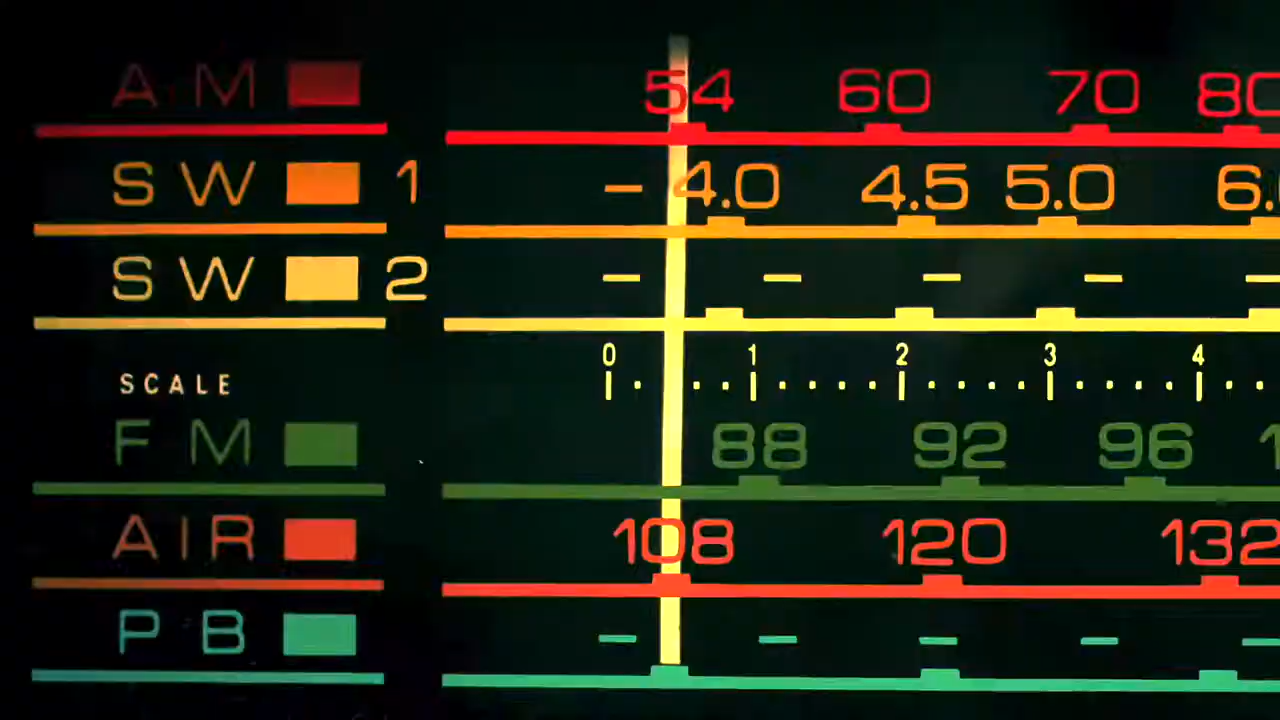 AM 54 60 70 80
SW 1 – 4.0 4.5 5.0 6.
SW 2 – – – – –
0 1 2 3 4
SCALE
FM 88 92 96 1
AIR 108 120 132
PB – – – – –